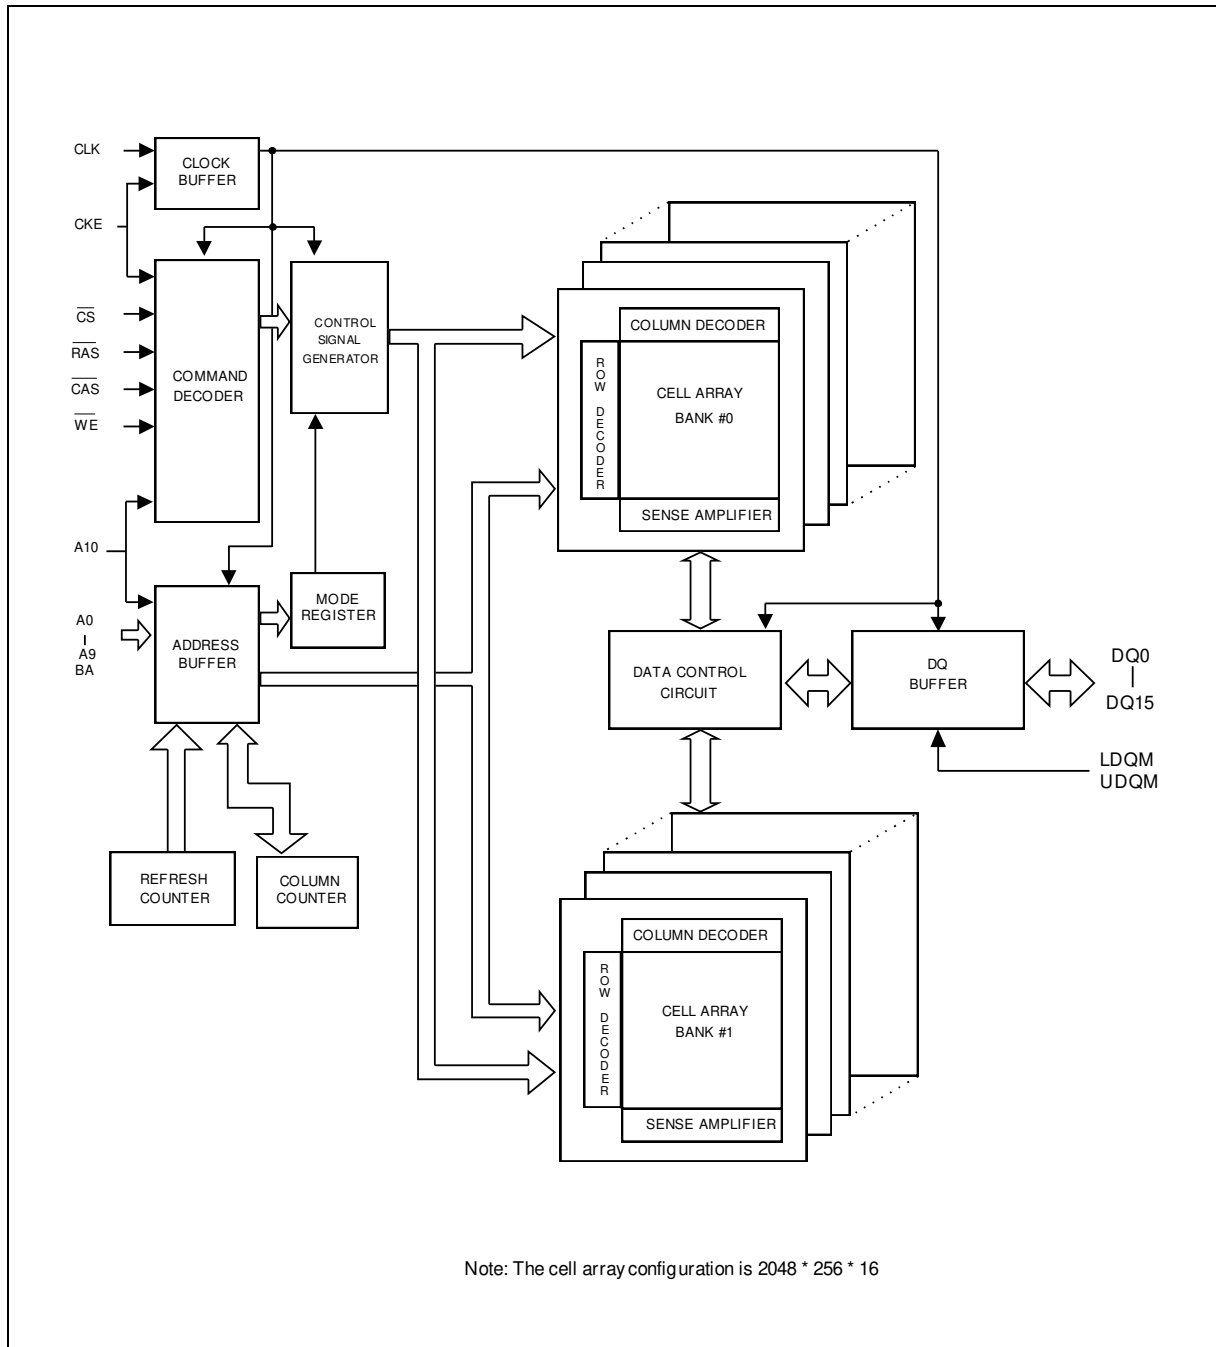 CLK
CLOCK
BUFFER
CKE
CS
RAS
CAS
WE
COMMAND
DECODER
CONTROL
SIGNAL
GENERATOR
A10
A0
A9
BA
ADDRESS
BUFFER
MODE
REGISTER
REFRESH
COUNTER
COLUMN
COUNTER
COLUMN DECODER
ROW DECODER
CELL ARRAY
BANK #0
SENSE AMPLIFIER
DATA CONTROL
CIRCUIT
DQ
BUFFER
DQ0
DQ15
LDQM
UDQM
COLUMN DECODER
ROW DECODER
CELL ARRAY
BANK #1
SENSE AMPLIFIER
Note: The cell array configuration is 2048 * 256 * 16